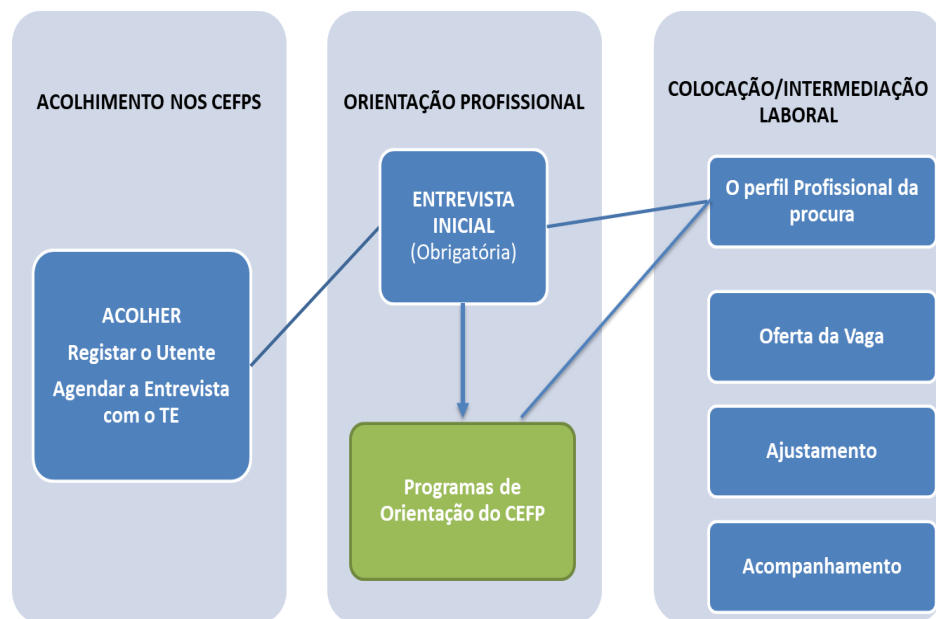 ACOLHIMENTO NOS CEFPS
ACOLHER
Registar o Utente
Agendar a Entrevista
com o TE
ORIENTAÇÃO PROFISSIONAL
ENTREVISTA
INICIAL
(Obrigatória)
Programas de
Orientação do CEFP
COLOCAÇÃO/INTERMEDIAÇÃO
LABORAL
O perfil Profissional da
procura
Oferta da Vaga
Ajustamento
Acompanhamento